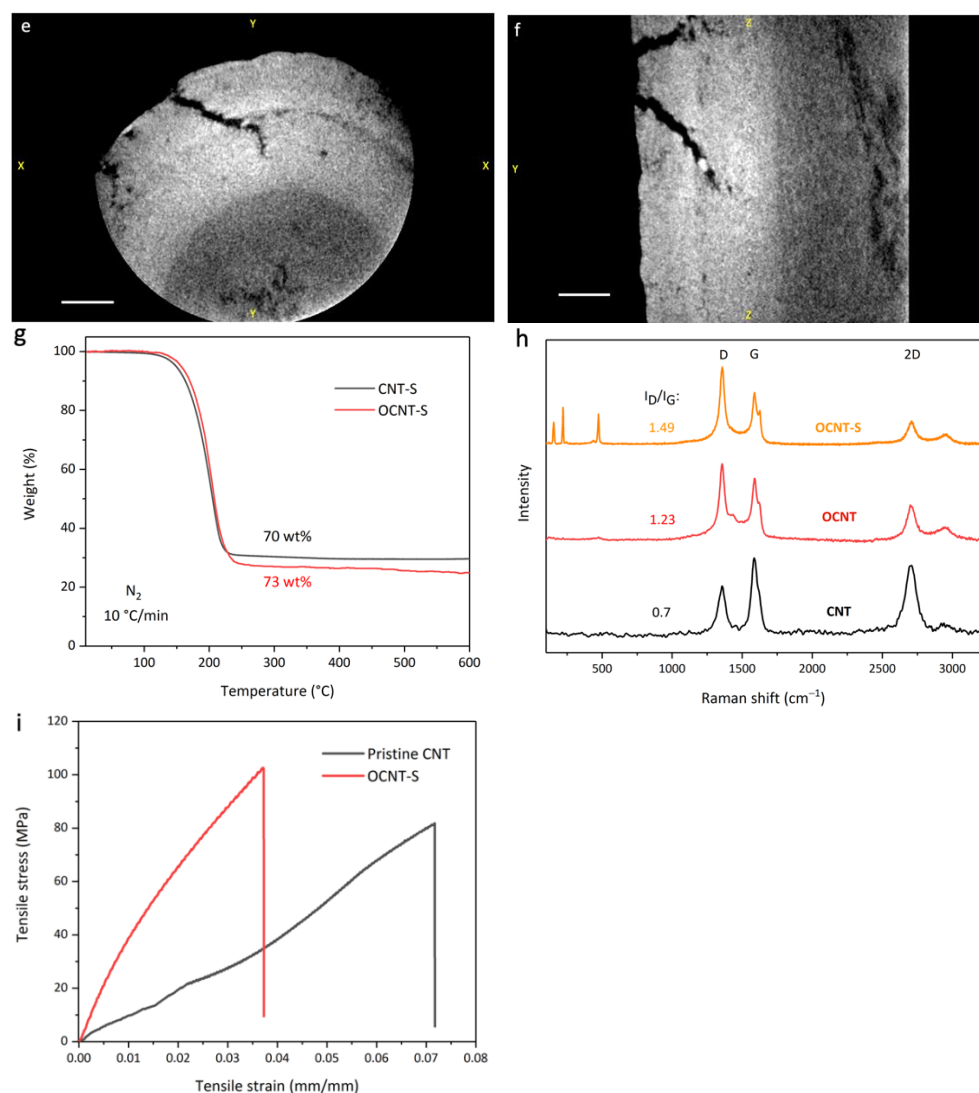 e
Y
X
X
Y
f
Z
Y
Z
g
100
80
60
40
20
0
Weight (%)
CNT-S
OCNT-S
70 wt%
73 wt%
N₂
10 °C/min
100
200
300
400
500
600
Temperature (°C)
h
D
G
2D
I_D/I_G:
1.49
OCNT-S
1.23
OCNT
0.7
CNT
Intensity
500
1000
1500
2000
2500
3000
Raman shift (cm⁻¹)
i
120
100
80
60
40
20
0
Tensile stress (MPa)
Pristine CNT
OCNT-S
0.00
0.01
0.02
0.03
0.04
0.05
0.06
0.07
0.08
Tensile strain (mm/mm)